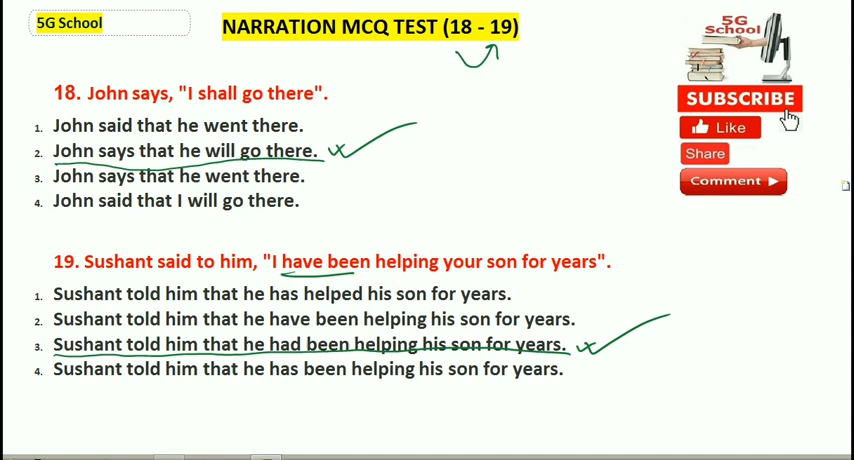 5G School
NARRATION MCQ TEST (18 - 19)
5G
School
SUBSCRIBE
Like
Share
Comment
18. John says, "I shall go there".
1. John said that he went there.
2. John says that he will go there.
3. John says that he went there.
4. John said that I will go there.
19. Sushant said to him, "I have been helping your son for years".
1. Sushant told him that he has helped his son for years.
2. Sushant told him that he have been helping his son for years.
3. Sushant told him that he had been helping his son for years.
4. Sushant told him that he has been helping his son for years.